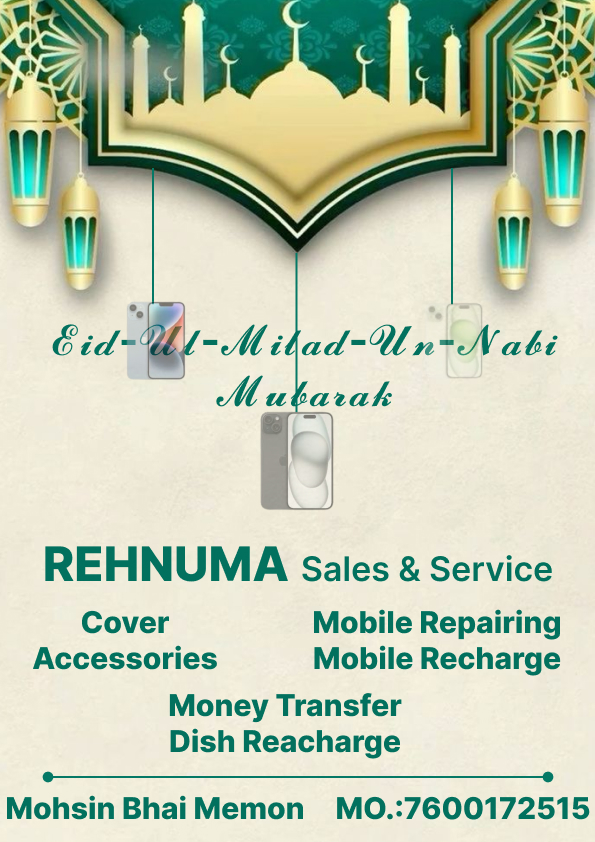 Eid-Ul-Milad-Un-Nabi
Mubarak
REHNUMA Sales & Service
Cover
Accessories
Mobile Repairing
Mobile Recharge
Money Transfer
Dish Reacharge
Mohsin Bhai Memon MO.:7600172515